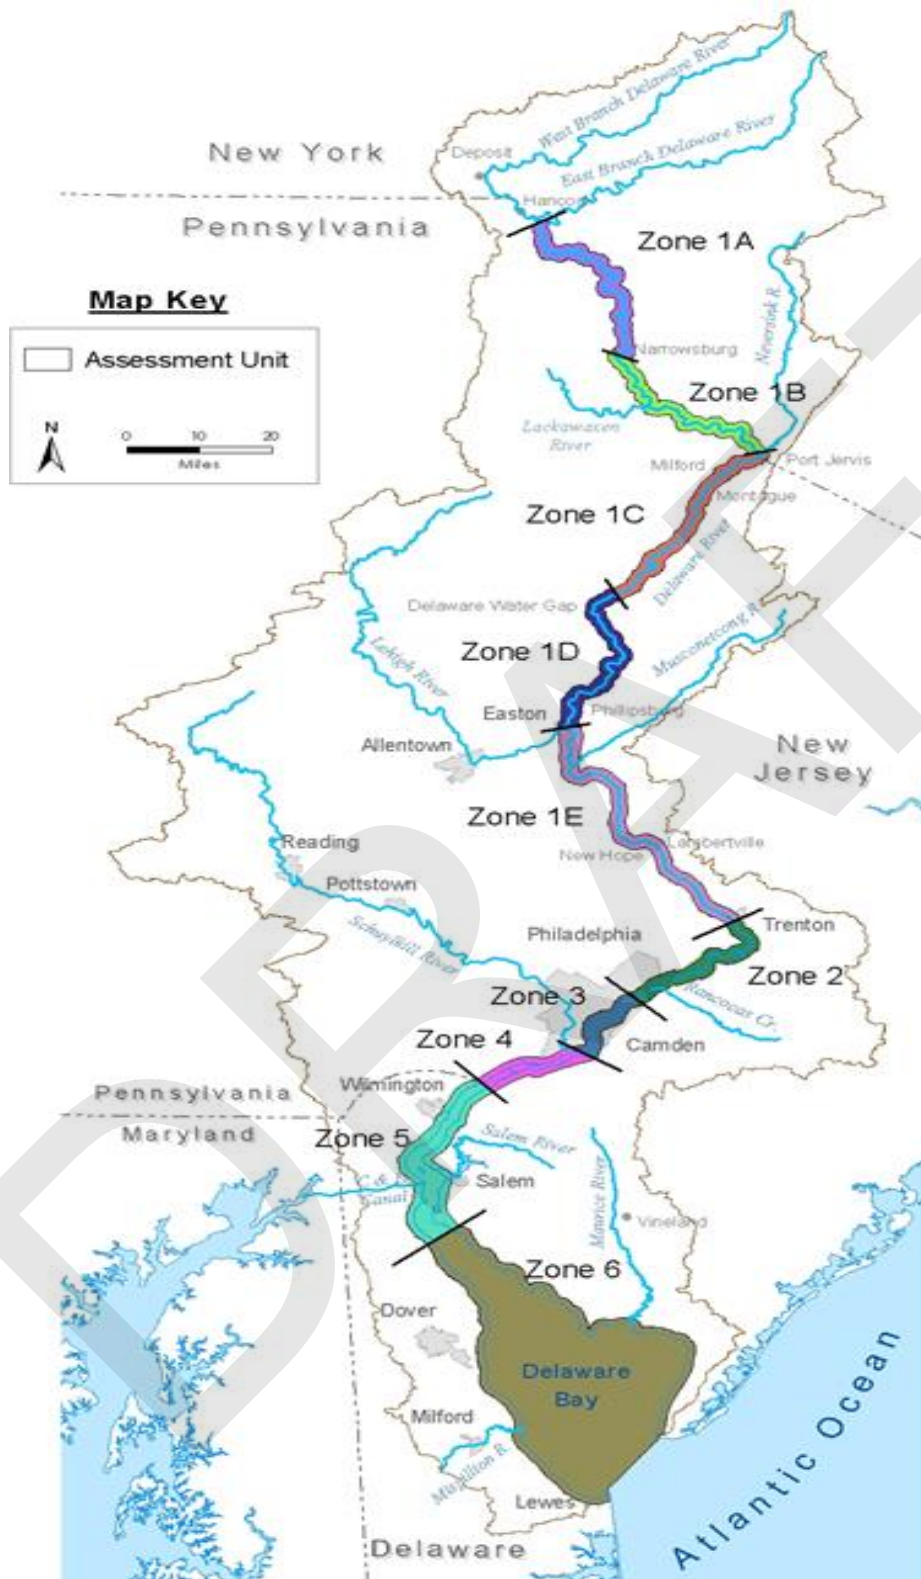 West Branch Delaware River
New York
Deposit
East Branch Delaware River
Pennsylvania
Zone 1A
Map Key
Neversink R.
Assessment Unit
Narrowsburg
Zone 1B
N
0 10 20
Miles
Lackawaxen
River
Milford
Port Jervis
Montague
Zone 1C
Delaware River
Delaware Water Gap
Musconetcong R.
Zone 1D
Lehigh River
Easton
Phillipsburg
Allentown
New
Jersey
Zone 1E
Reading
Lambertville
New Hope
Pottstown
Trenton
Schuylkill River
Philadelphia
Zone 2
Zone 3
Rancocas Cr.
Zone 4
Camden
Wilmington
Pennsylvania
Maryland
Zone 5
Salem River
C &
Canal
Salem
Maurice River
Vineland
Zone 6
Dover
Delaware
Bay
Milford
Lewes
Atlantic Ocean
Delaware
DRAFT